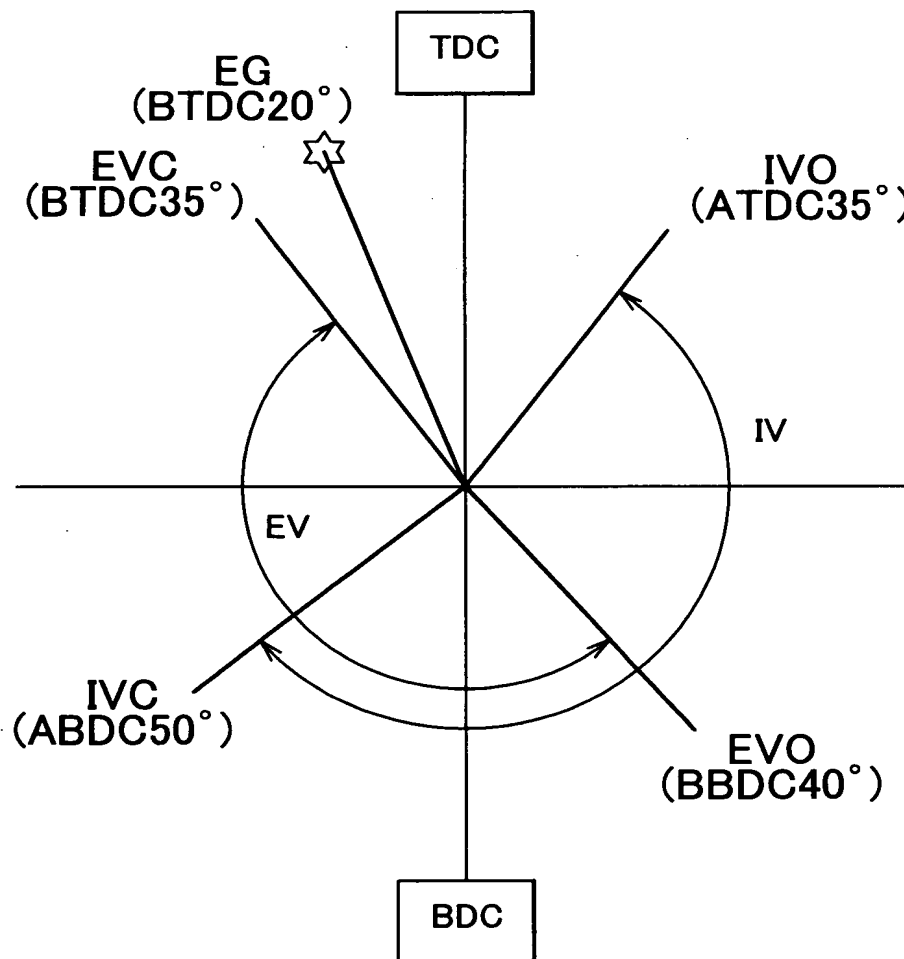 TDC
EG
(BTDC20°)
EVC
(BTDC35°)
IVO
(ATDC35°)
IV
EV
IVC
(ABDC50°)
EVO
(BBDC40°)
BDC